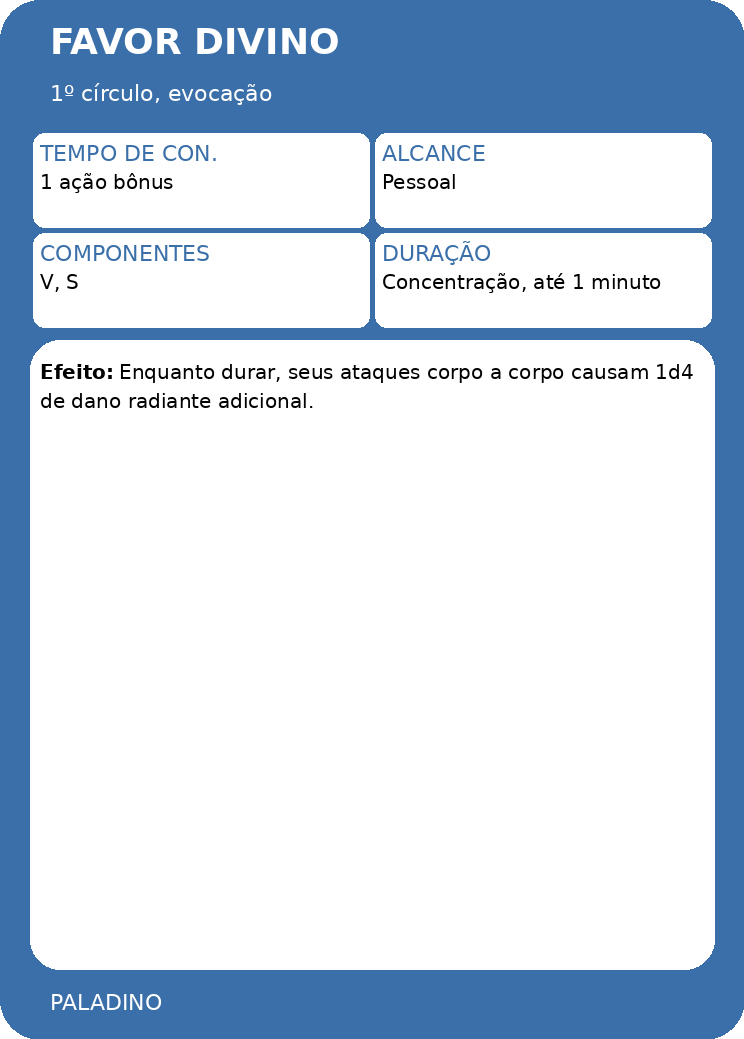 FAVOR DIVINO
1º círculo, evocação
TEMPO DE CON.
1 ação bônus
ALCANCE
Pessoal
COMPONENTES
V, S
DURAÇÃO
Concentração, até 1 minuto
Efeito: Enquanto durar, seus ataques corpo a corpo causam 1d4
de dano radiante adicional.
PALADINO